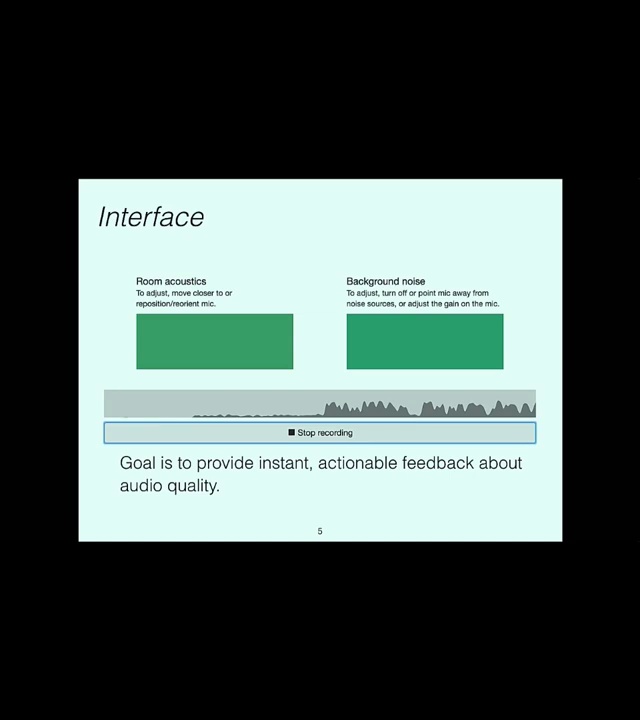 Interface
Room acoustics
To adjust, move closer to or
reposition/reorient mic.
Background noise
To adjust, turn off or point mic away from
noise sources, or adjust the gain on the mic.
Stop recording
Goal is to provide instant, actionable feedback about
audio quality.
5